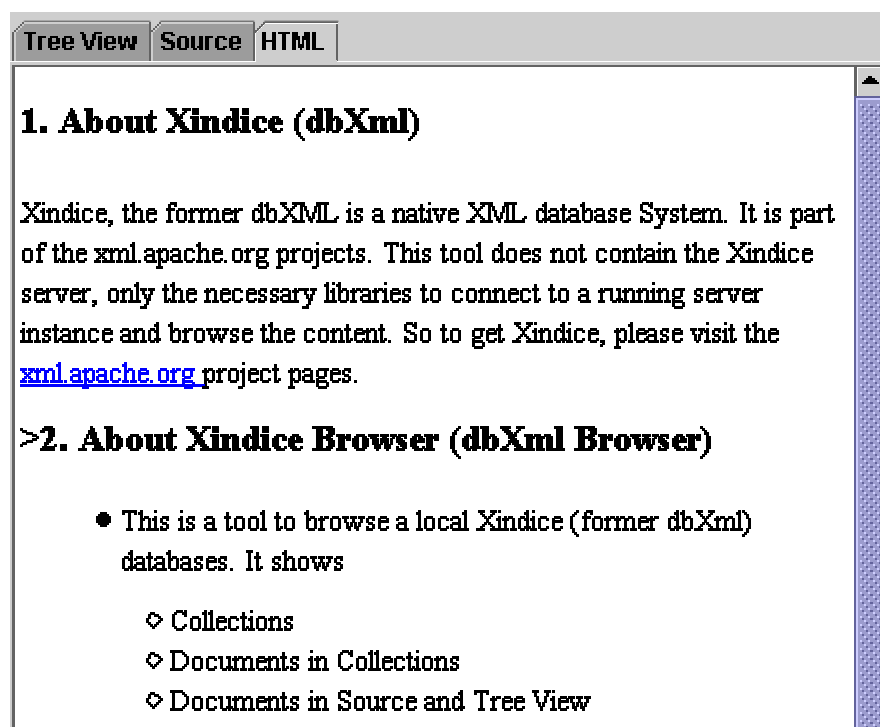 Tree View Source HTML
1. About Xindice (dbXml)
Xindice, the former dbXML is a native XML database System. It is part
of the xml.apache.org projects. This tool does not contain the Xindice
server, only the necessary libraries to connect to a running server
instance and browse the content. So to get Xindice, please visit the
xml.apache.org project pages.
>2. About Xindice Browser (dbXml Browser)
● This is a tool to browse a local Xindice (former dbXml)
databases. It shows
○ Collections
○ Documents in Collections
○ Documents in Source and Tree View